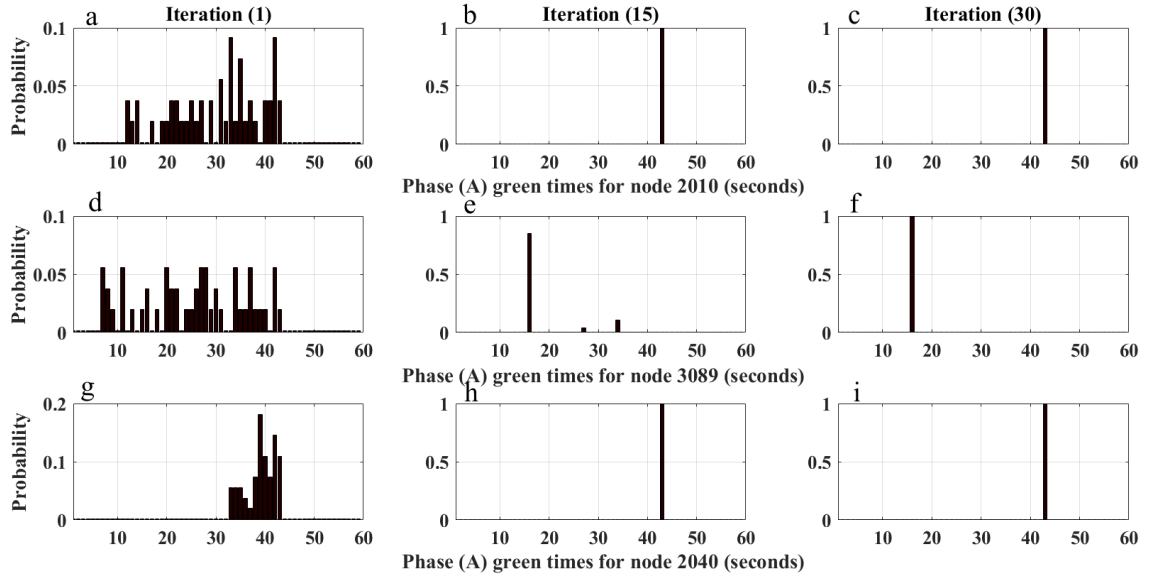 a Iteration (1) b Iteration (15) c Iteration (30)
Probability
0.1 1 1
0.05 0.5 0.5
0 0 0
10 20 30 40 50 60 10 20 30 40 50 60 10 20 30 40 50 60
Phase (A) green times for node 2010 (seconds)
d e f
Probability
0.1 1 1
0.05 0.5 0.5
0 0 0
10 20 30 40 50 60 10 20 30 40 50 60 10 20 30 40 50 60
Phase (A) green times for node 3089 (seconds)
g h i
Probability
0.2 1 1
0.1 0.5 0.5
0 0 0
10 20 30 40 50 60 10 20 30 40 50 60 10 20 30 40 50 60
Phase (A) green times for node 2040 (seconds)